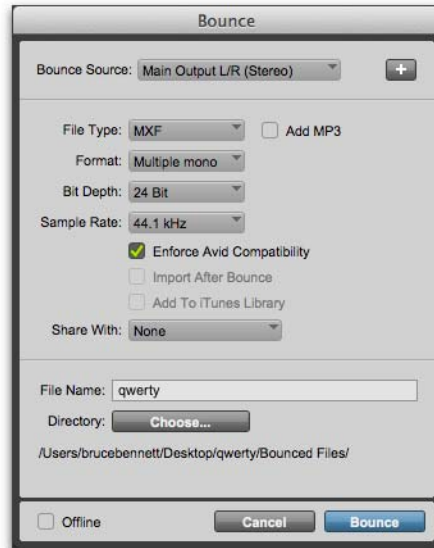 Bounce
Bounce Source: Main Output L/R (Stereo)
File Type: MXF Add MP3
Format: Multiple mono
Bit Depth: 24 Bit
Sample Rate: 44.1 kHz
Enforce Avid Compatibility
Import After Bounce
Add To iTunes Library
Share With: None
File Name: qwerty
Directory: Choose...
/Users/brucebennett/Desktop/qwerty/Bounced Files/
Offline Cancel Bounce